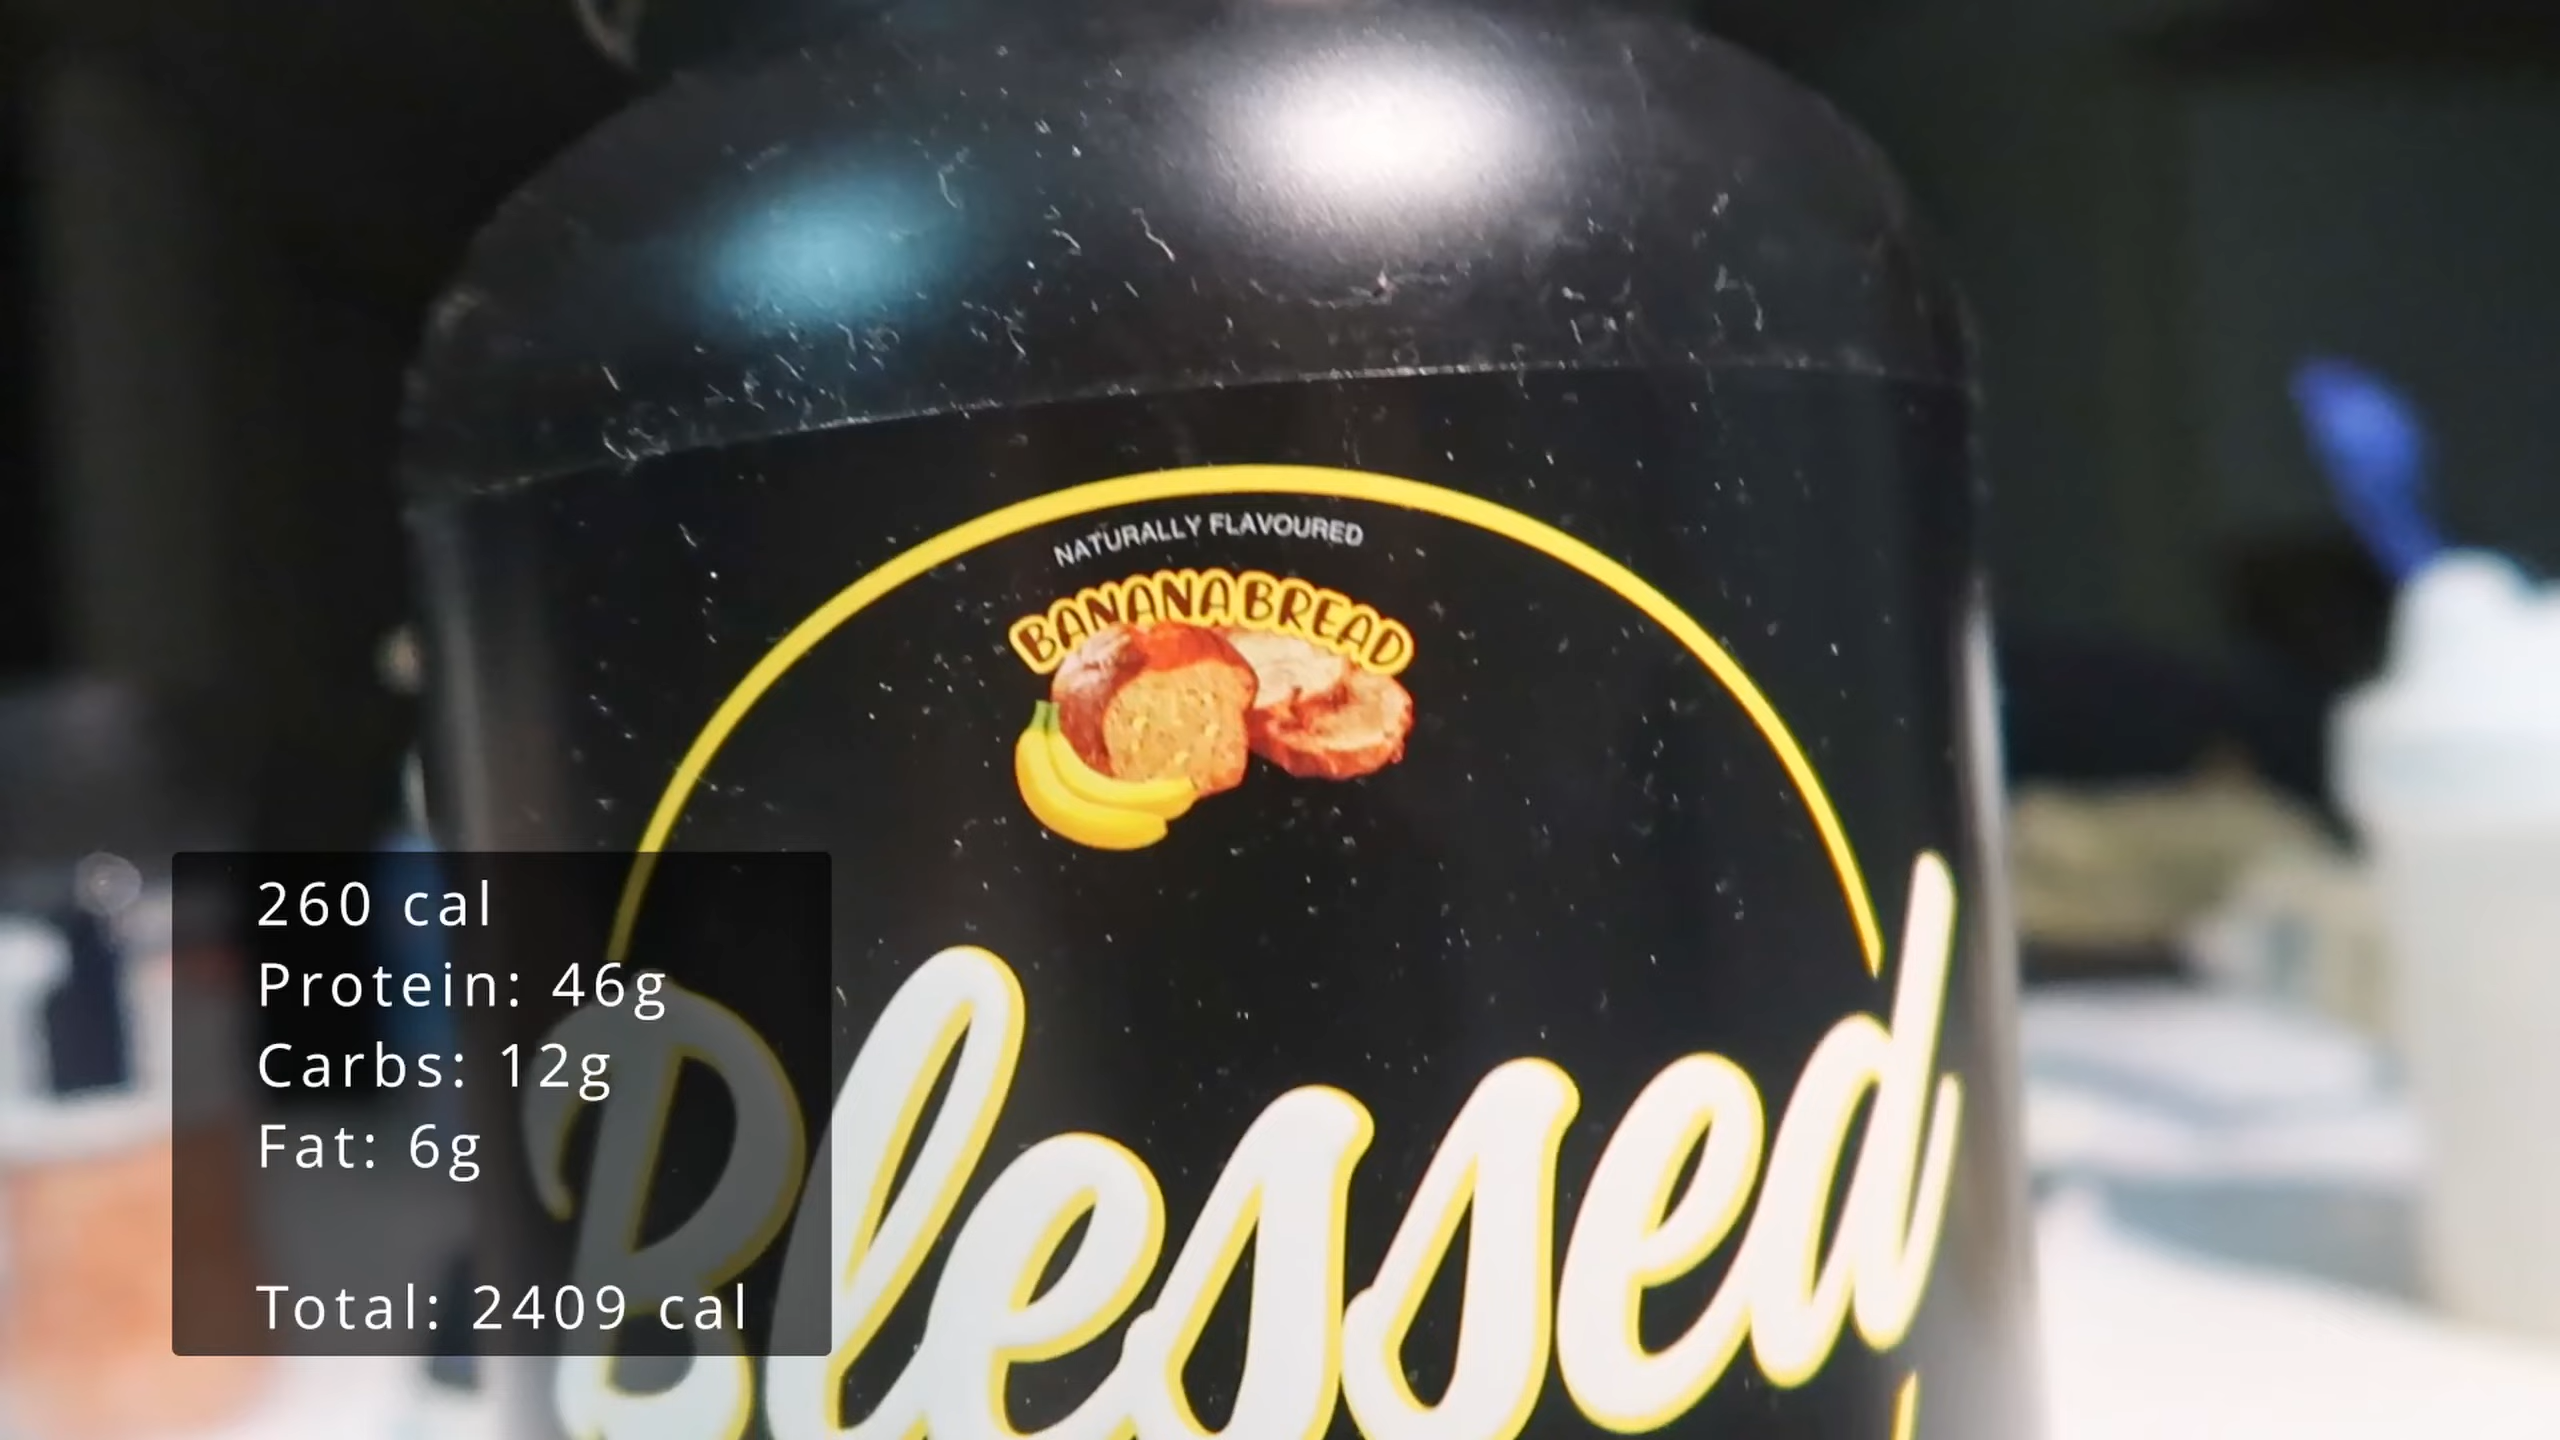 NATURALLY FLAVOURED
BANANA BREAD
Blessed
260 cal
Protein: 46g
Carbs: 12g
Fat: 6g
Total: 2409 cal